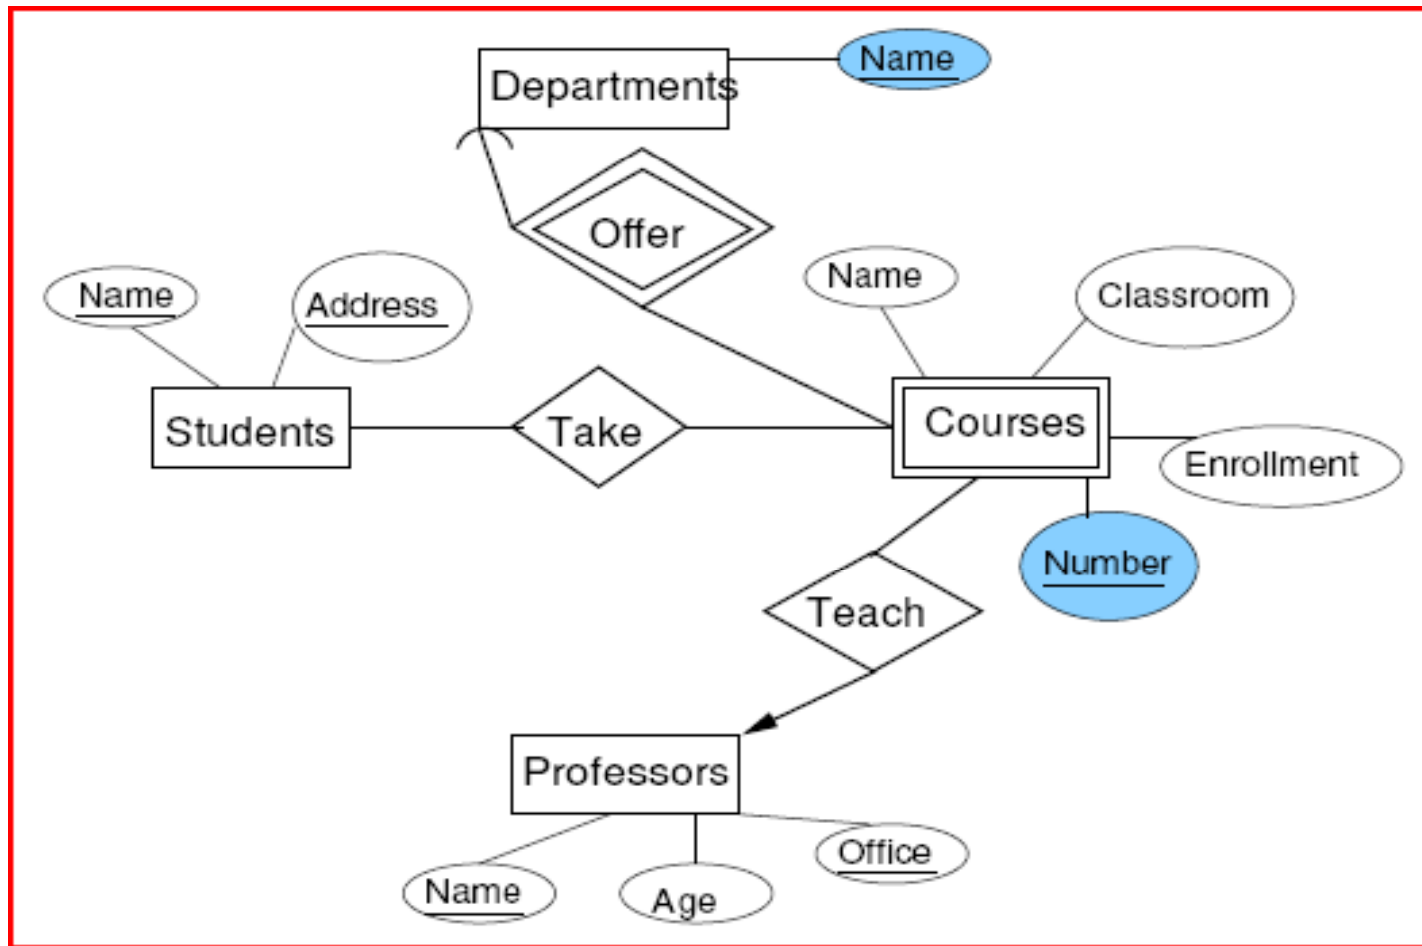 Name
Departments
Offer
Name
Address
Name
Classroom
Students
Take
Courses
Enrollment
Number
Teach
Professors
Name
Age
Office